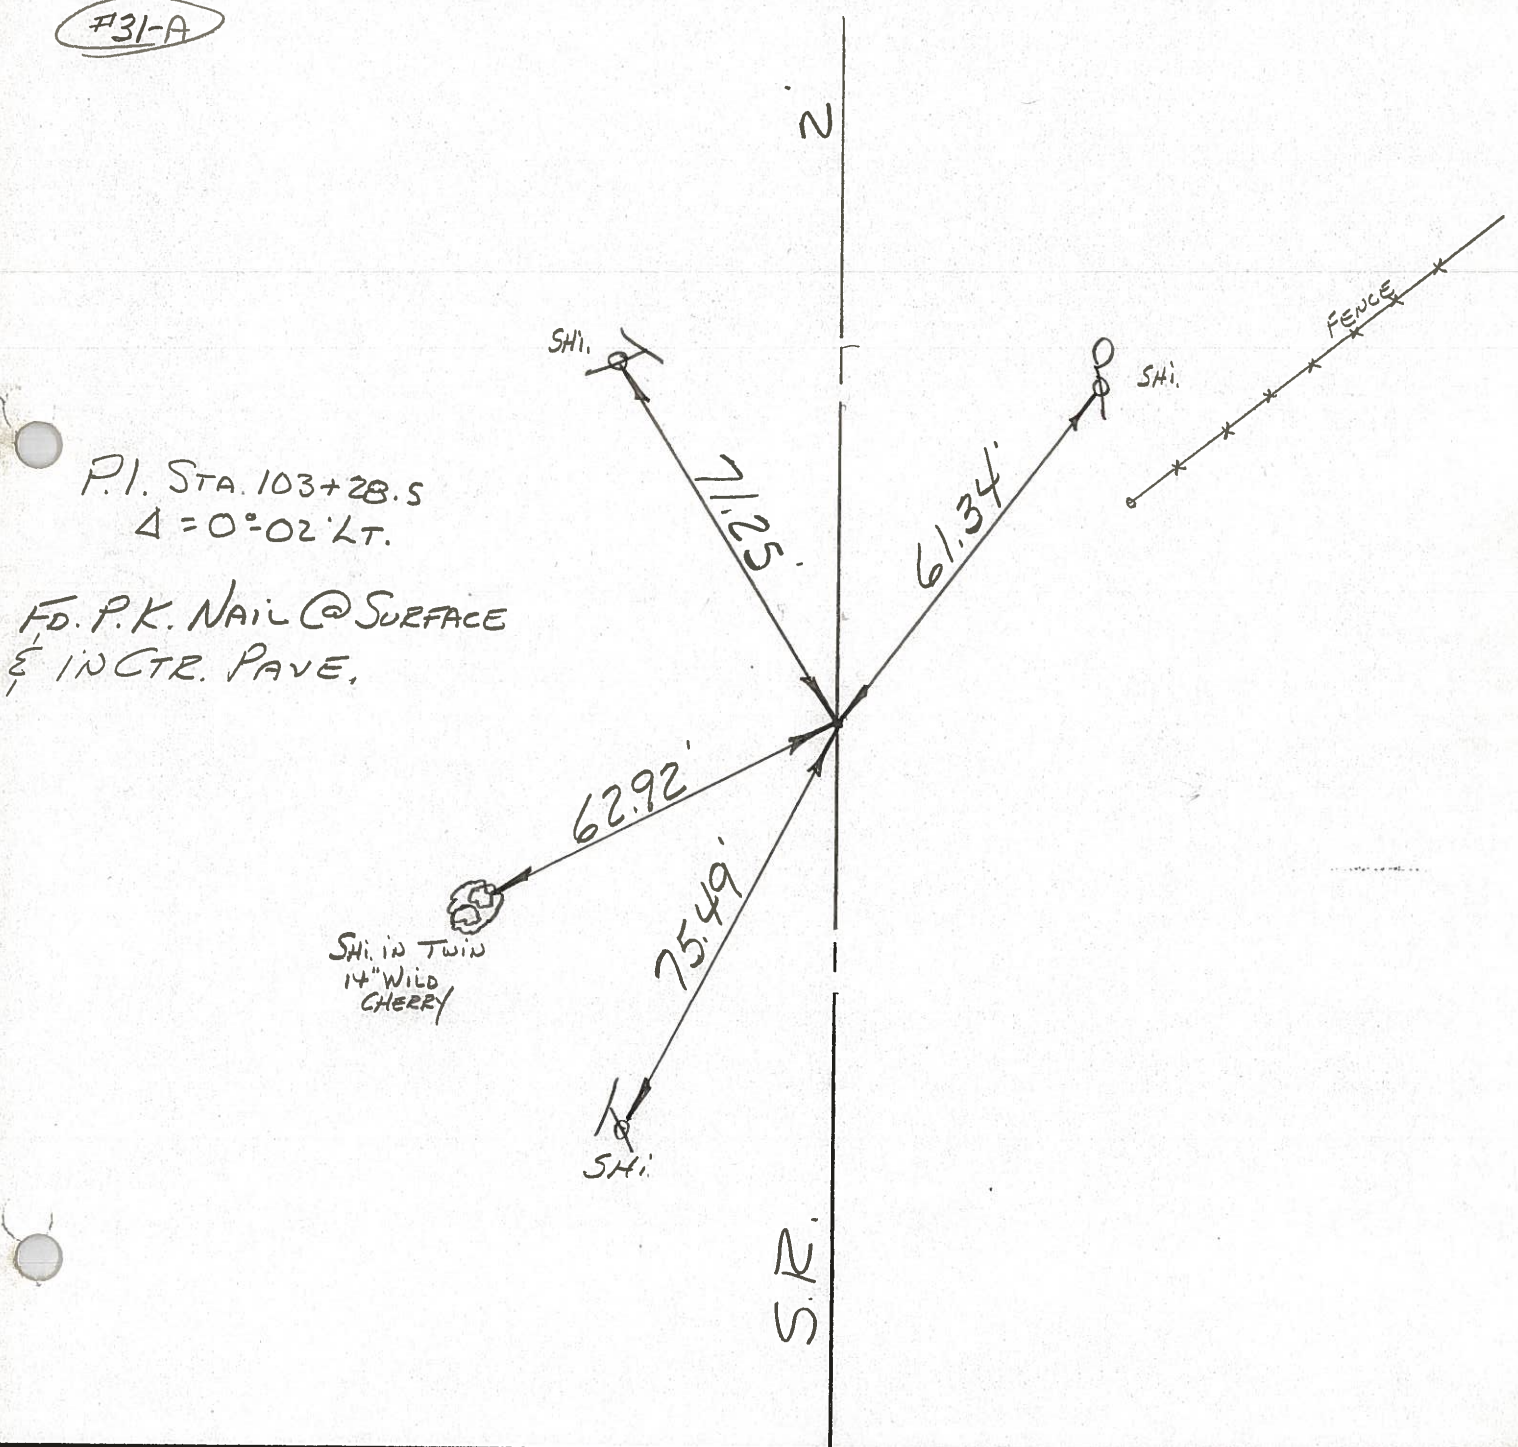 #31-A
S.R. 2
SHi.
SHi.
FENCE
71.25'
61.34'
P.I. STA. 103+28.5
Δ = 0°-02' LT.
FD. P.K. NAiL @ SURFACE
& iN CTR. PAVE.
62.92'
75.49'
SHi. iN TWiN
14" WiLD
CHERRY
SHi.